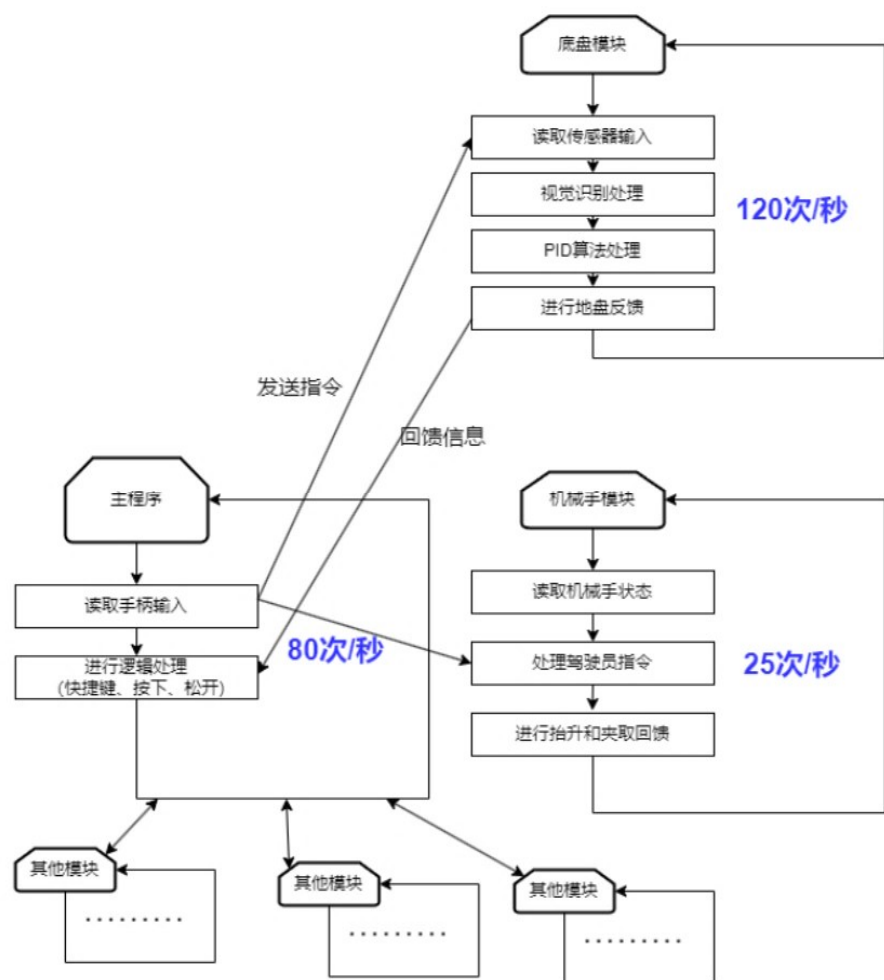 底盘模块
读取传感器输入
视觉识别处理
PID算法处理
进行地盘反馈
120次/秒
发送指令
回馈信息
主程序
读取手柄输入
进行逻辑处理
(快捷键、按下、松开)
80次/秒
机械手模块
读取机械手状态
处理驾驶员指令
进行抬升和夹取回馈
25次/秒
其他模块
·········
其他模块
·········
其他模块
·········